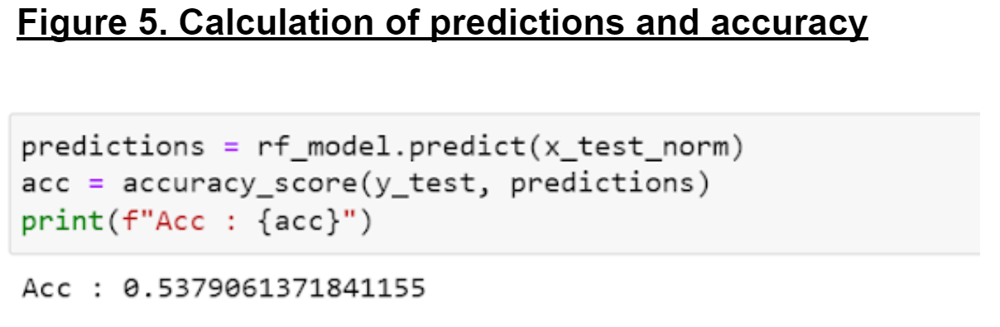 Figure 5. Calculation of predictions and accuracy
predictions = rf_model.predict(x_test_norm)
acc = accuracy_score(y_test, predictions)
print(f"Acc : {acc}")
Acc : 0.5379061371841155